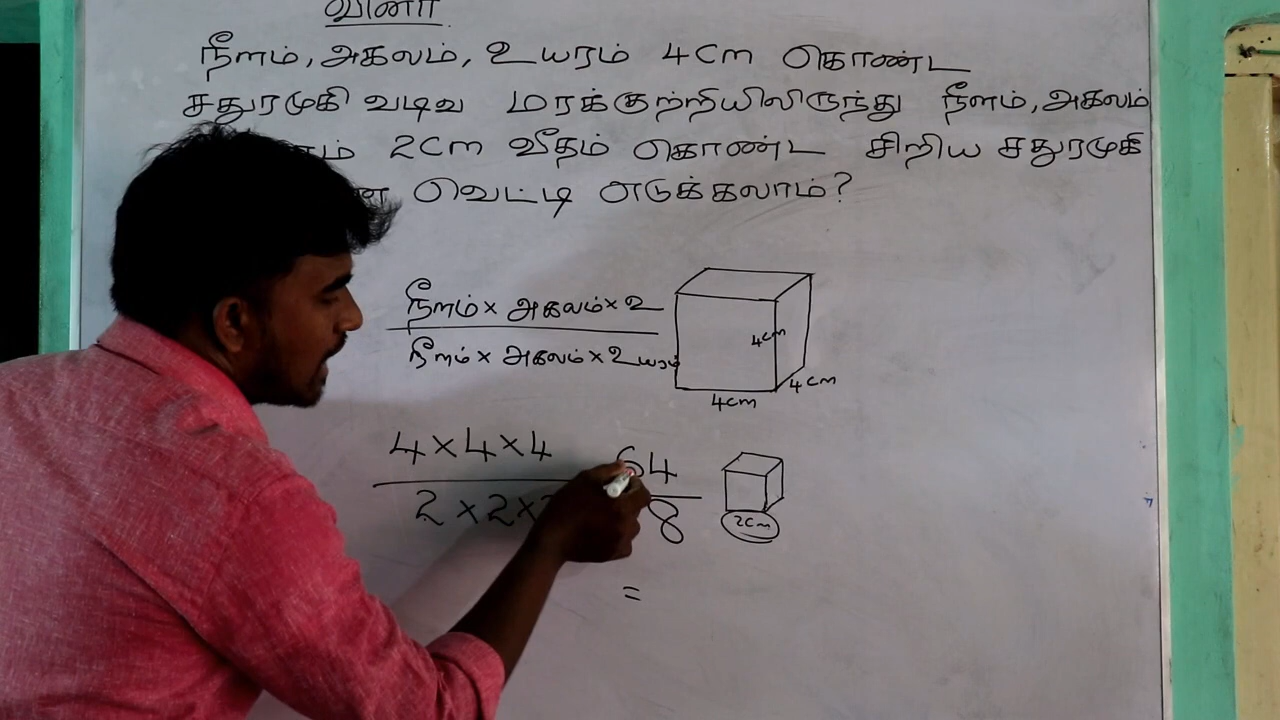 வினா
நீளம், அகலம், உயரம் 4cm கொண்ட
சதுரமுகி வடிவ மரக்குற்றியிலிருந்து நீளம், அகலம்
2cm வீதம் கொண்ட சிறிய சதுரமுகி
வெட்டி எடுக்கலாம்?
நீளம் × அகலம் × உ
நீளம் × அகலம் × உயரம்
4cm
4cm
4cm
4×4×4
64
2×2×
8
2cm
=